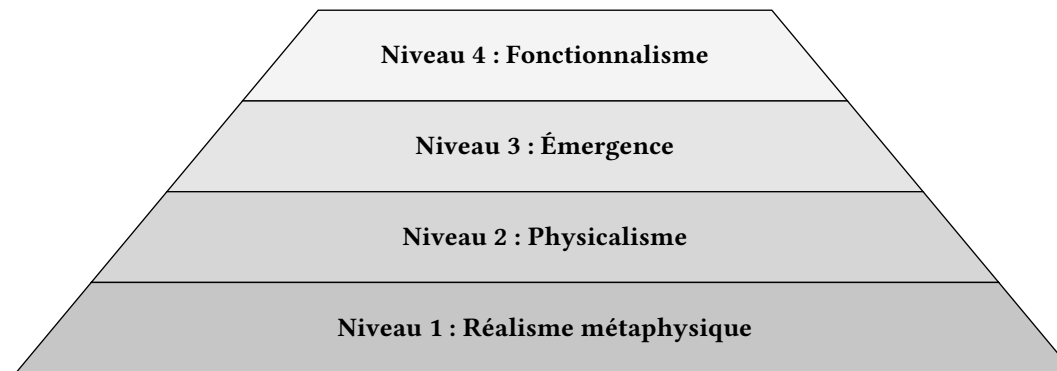 Niveau 4 : Fonctionnalisme
Niveau 3 : Émergence
Niveau 2 : Physicalisme
Niveau 1 : Réalisme métaphysique